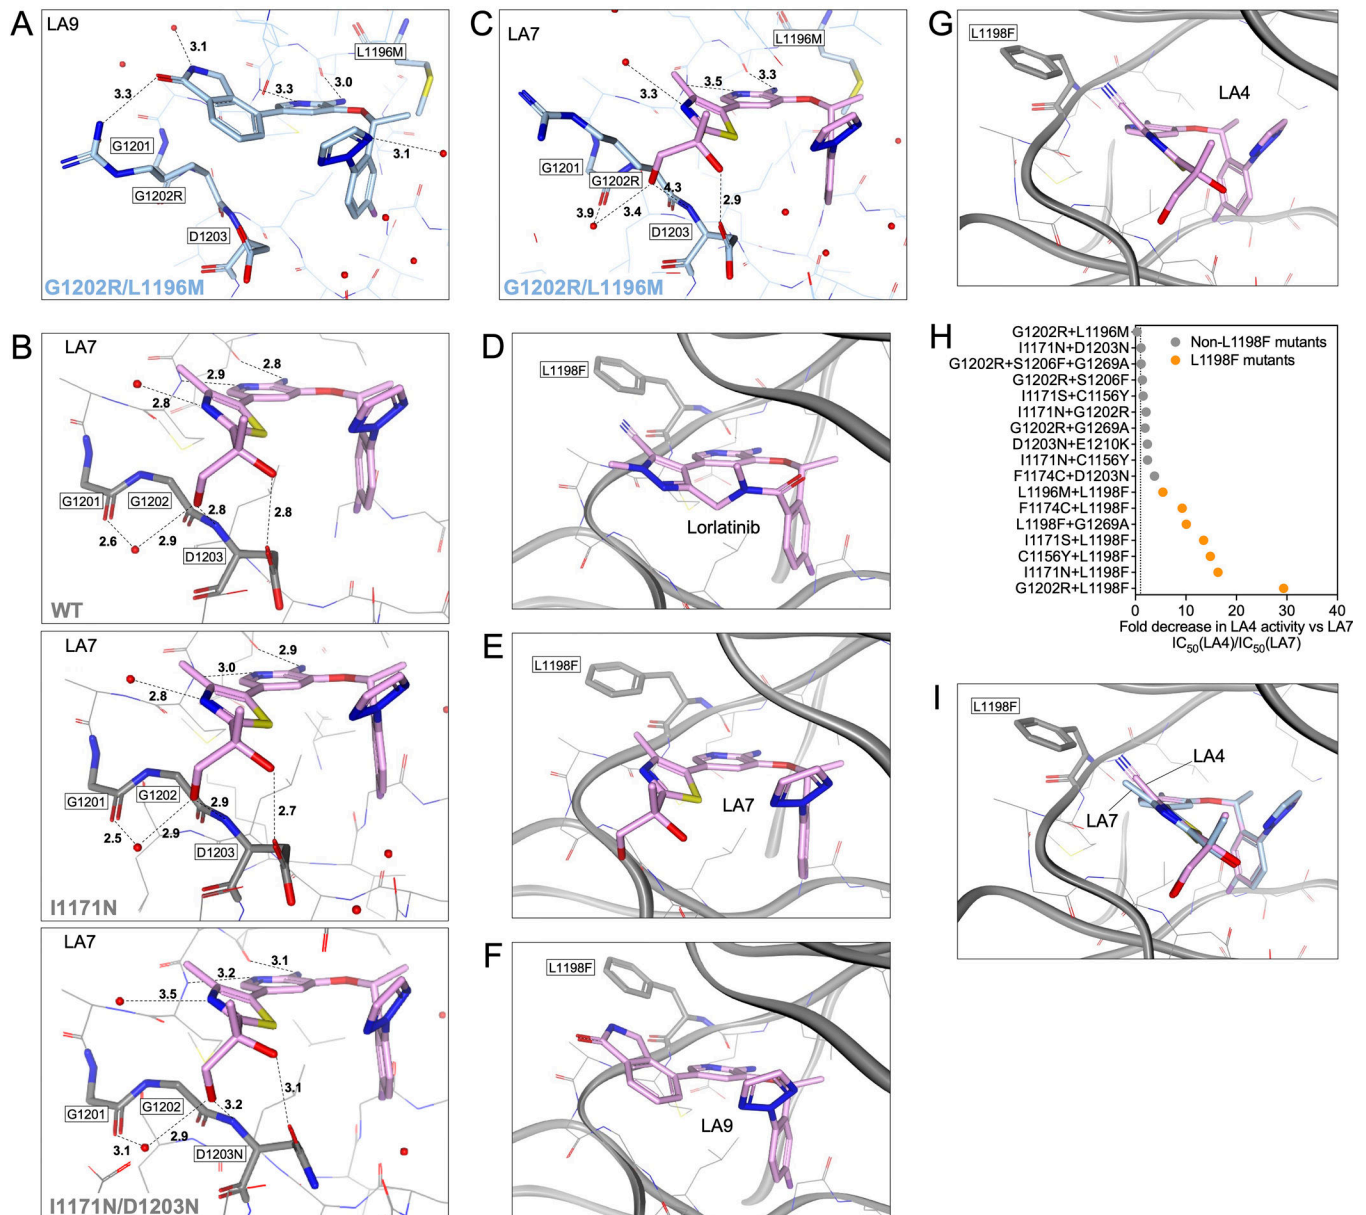 A
LA9
L1196M
3.1
3.3
3.3
3.0
3.1
G1201
G1202R
D1203
G1202R/L1196M
C
LA7
L1196M
3.5
3.3
3.3
G1201
G1202R
4.3
3.9
3.4
2.9
D1203
G1202R/L1196M
G
L1198F
LA4
B
LA7
2.8
2.9
2.8
G1201
G1202
2.8
2.8
2.6
2.9
D1203
WT
LA7
2.9
3.0
2.8
G1201
G1202
2.9
2.7
2.5
2.9
D1203
I1171N
LA7
3.1
3.2
3.5
3.1
G1201
G1202
3.2
2.9
3.1
D1203N
I1171N/D1203N
D
L1198F
Lorlatinib
E
L1198F
LA7
F
L1198F
LA9
H
G1202R+L1196M
I1171N+D1203N
G1202R+S1206F+G1269A
G1202R+S1206F
I1171S+C1156Y
I1171N+G1202R
G1202R+G1269A
D1203N+E1210K
I1171N+C1156Y
F1174C+D1203N
L1196M+L1198F
F1174C+L1198F
L1198F+G1269A
I1171S+L1198F
C1156Y+L1198F
I1171N+L1198F
G1202R+L1198F
Non-L1198F mutants
L1198F mutants
0 10 20 30 40
Fold decrease in LA4 activity vs LA7
IC50(LA4)/IC50(LA7)
I
L1198F
LA4
LA7